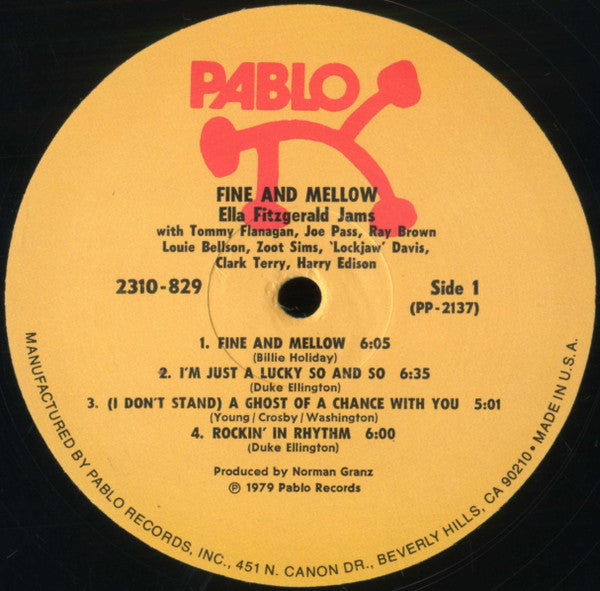 PABLO
FINE AND MELLOW
Ella Fitzgerald Jams
with Tommy Flanagan, Joe Pass, Ray Brown
Louie Bellson, Zoot Sims, 'Lockjaw' Davis,
Clark Terry, Harry Edison
2310-829
Side 1
(PP-2137)
1. FINE AND MELLOW 6:05
(Billie Holiday)
2. I'M JUST A LUCKY SO AND SO 6:35
(Duke Ellington)
3. (I DON'T STAND) A GHOST OF A CHANCE WITH YOU 5:01
(Young/Crosby/Washington)
4. ROCKIN' IN RHYTHM 6:00
(Duke Ellington)
Produced by Norman Granz
℗ 1979 Pablo Records
MANUFACTURED BY PABLO RECORDS, INC., 451 N. CANON DR., BEVERLY HILLS, CA 90210 • MADE IN U.S.A.